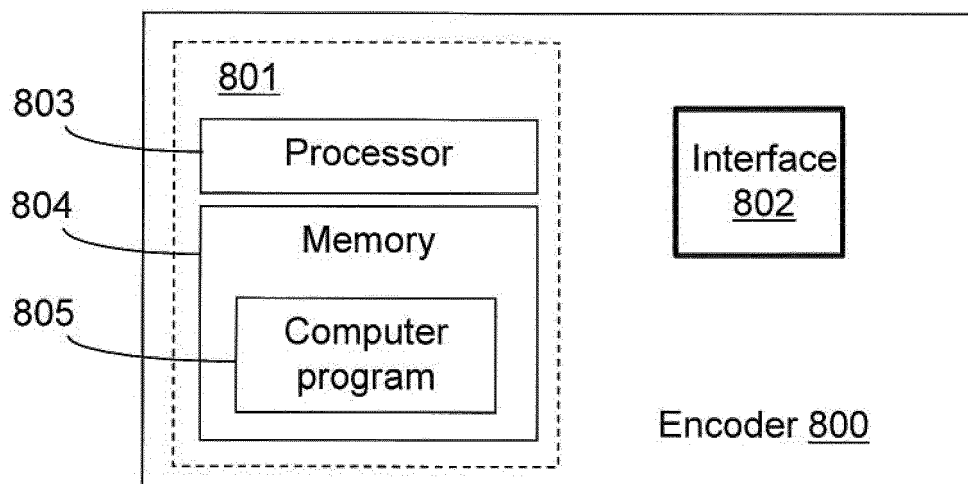 801
803
Processor
Interface
802
804
Memory
805
Computer
program
Encoder 800